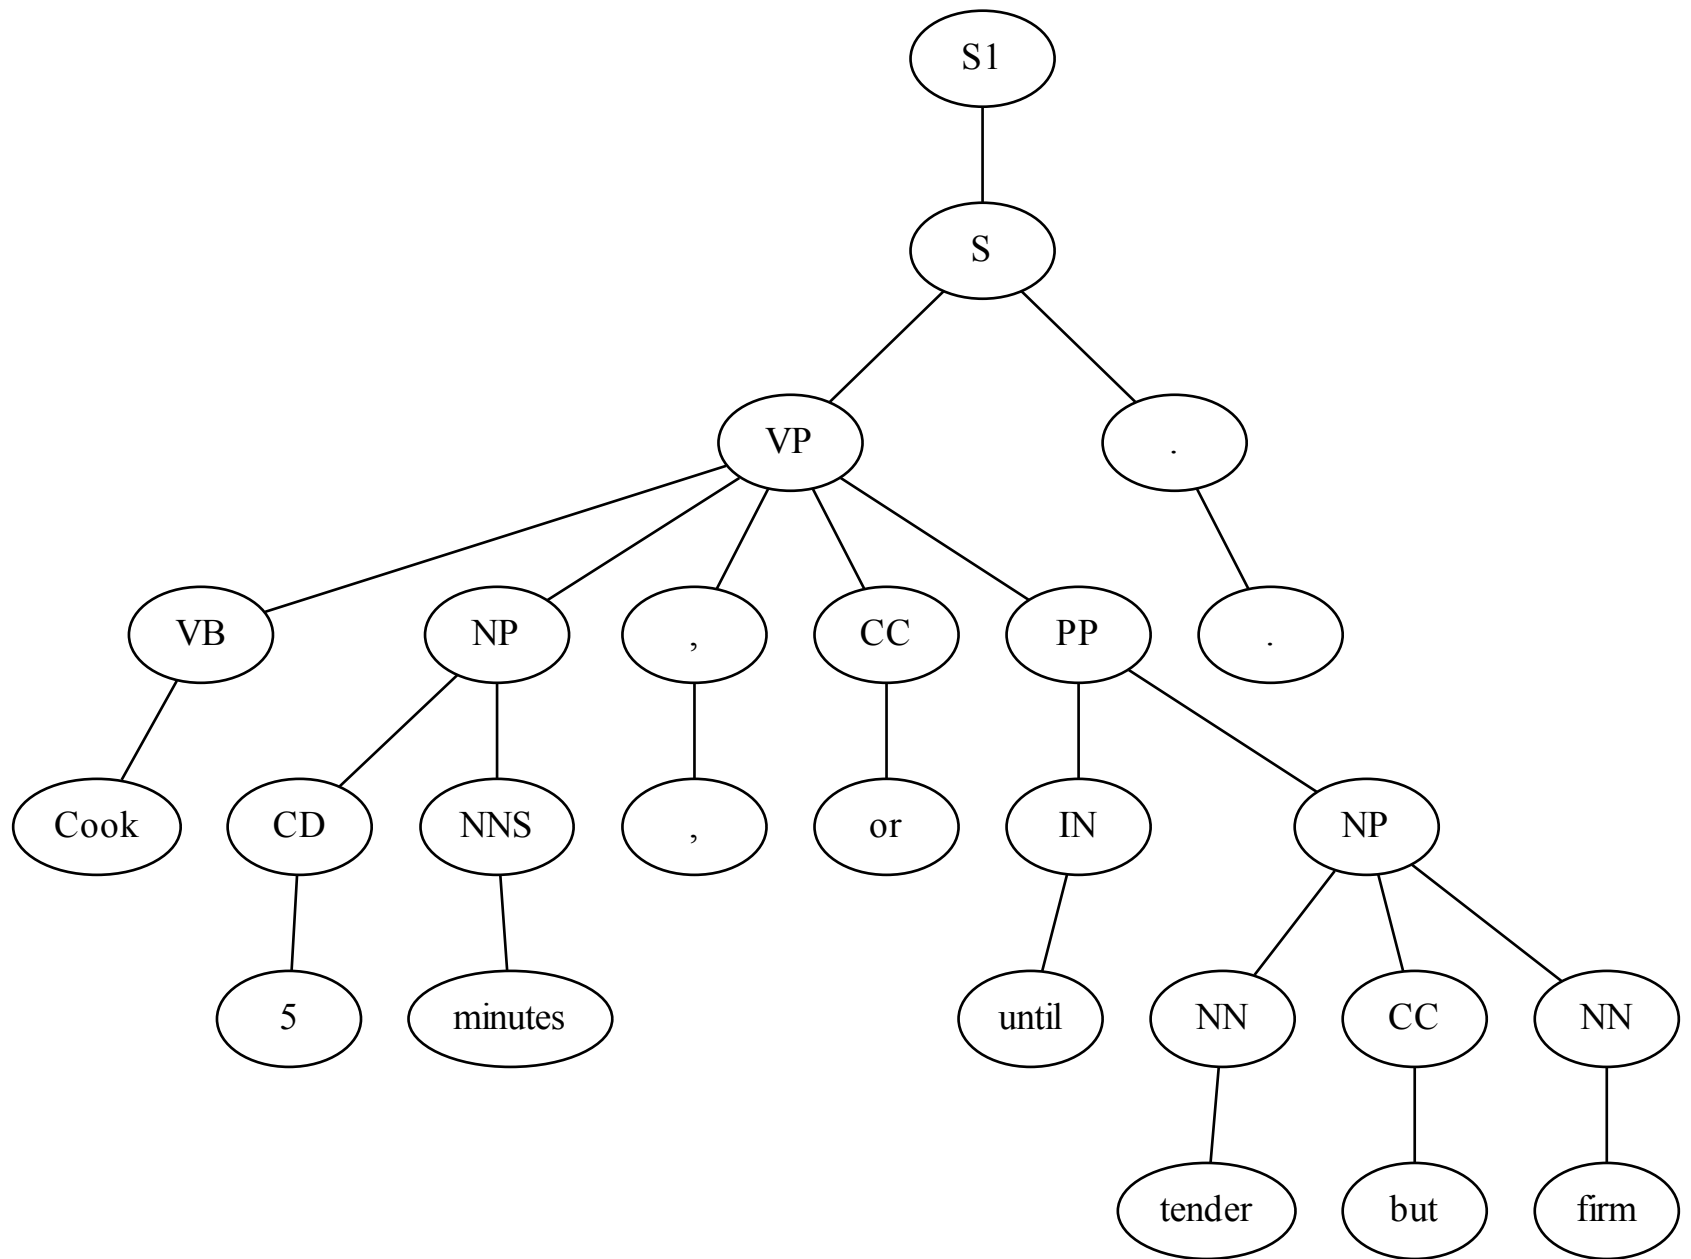 S1
S
VP .
VB NP , CC PP .
Cook CD NNS , or IN NP
5 minutes until NN CC NN
tender but firm